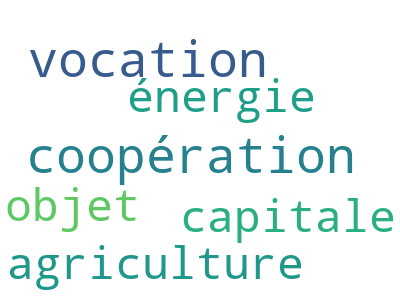 vocation
énergie
coopération
objet
capitale
agriculture